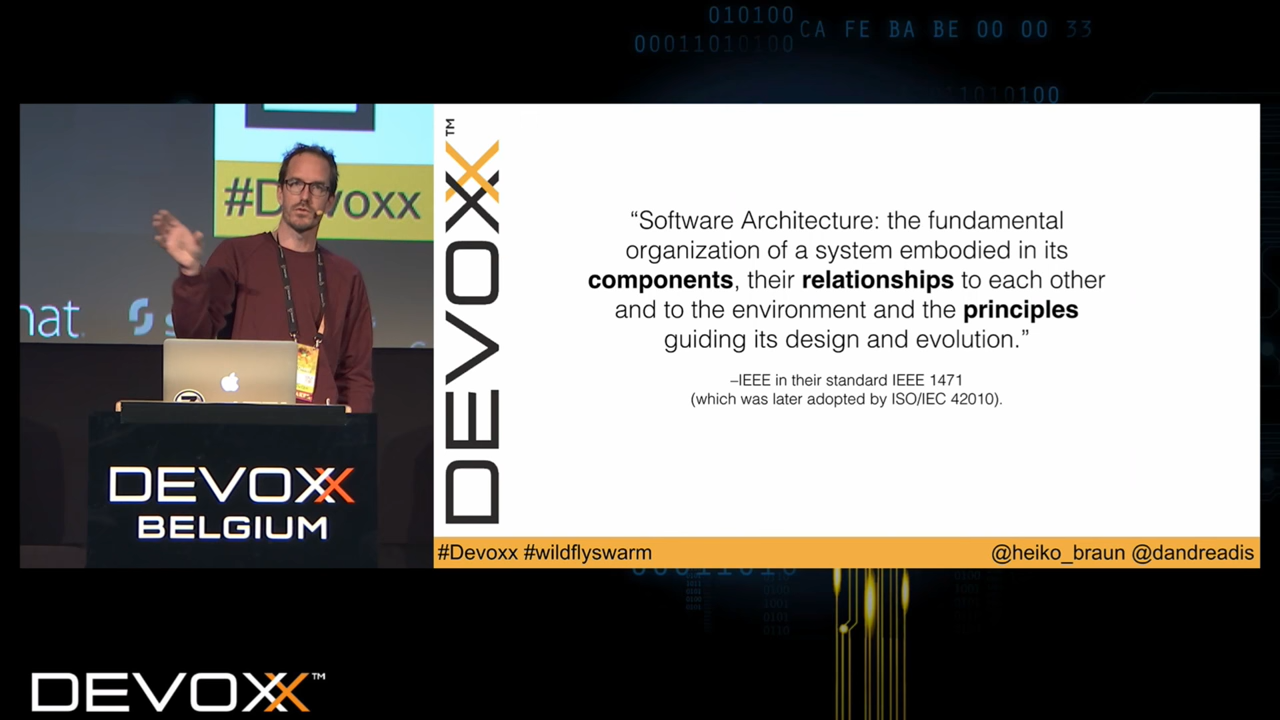 010100
00011010100
CA FE BA BE 00 00 33
1010100
#Devoxx
hat.
DEVOXX
BELGIUM
DEVOXX™
“Software Architecture: the fundamental
organization of a system embodied in its
components, their relationships to each other
and to the environment and the principles
guiding its design and evolution.”
–IEEE in their standard IEEE 1471
(which was later adopted by ISO/IEC 42010).
#Devoxx #wildflyswarm
@heiko_braun @dandreadis
DEVOXX™